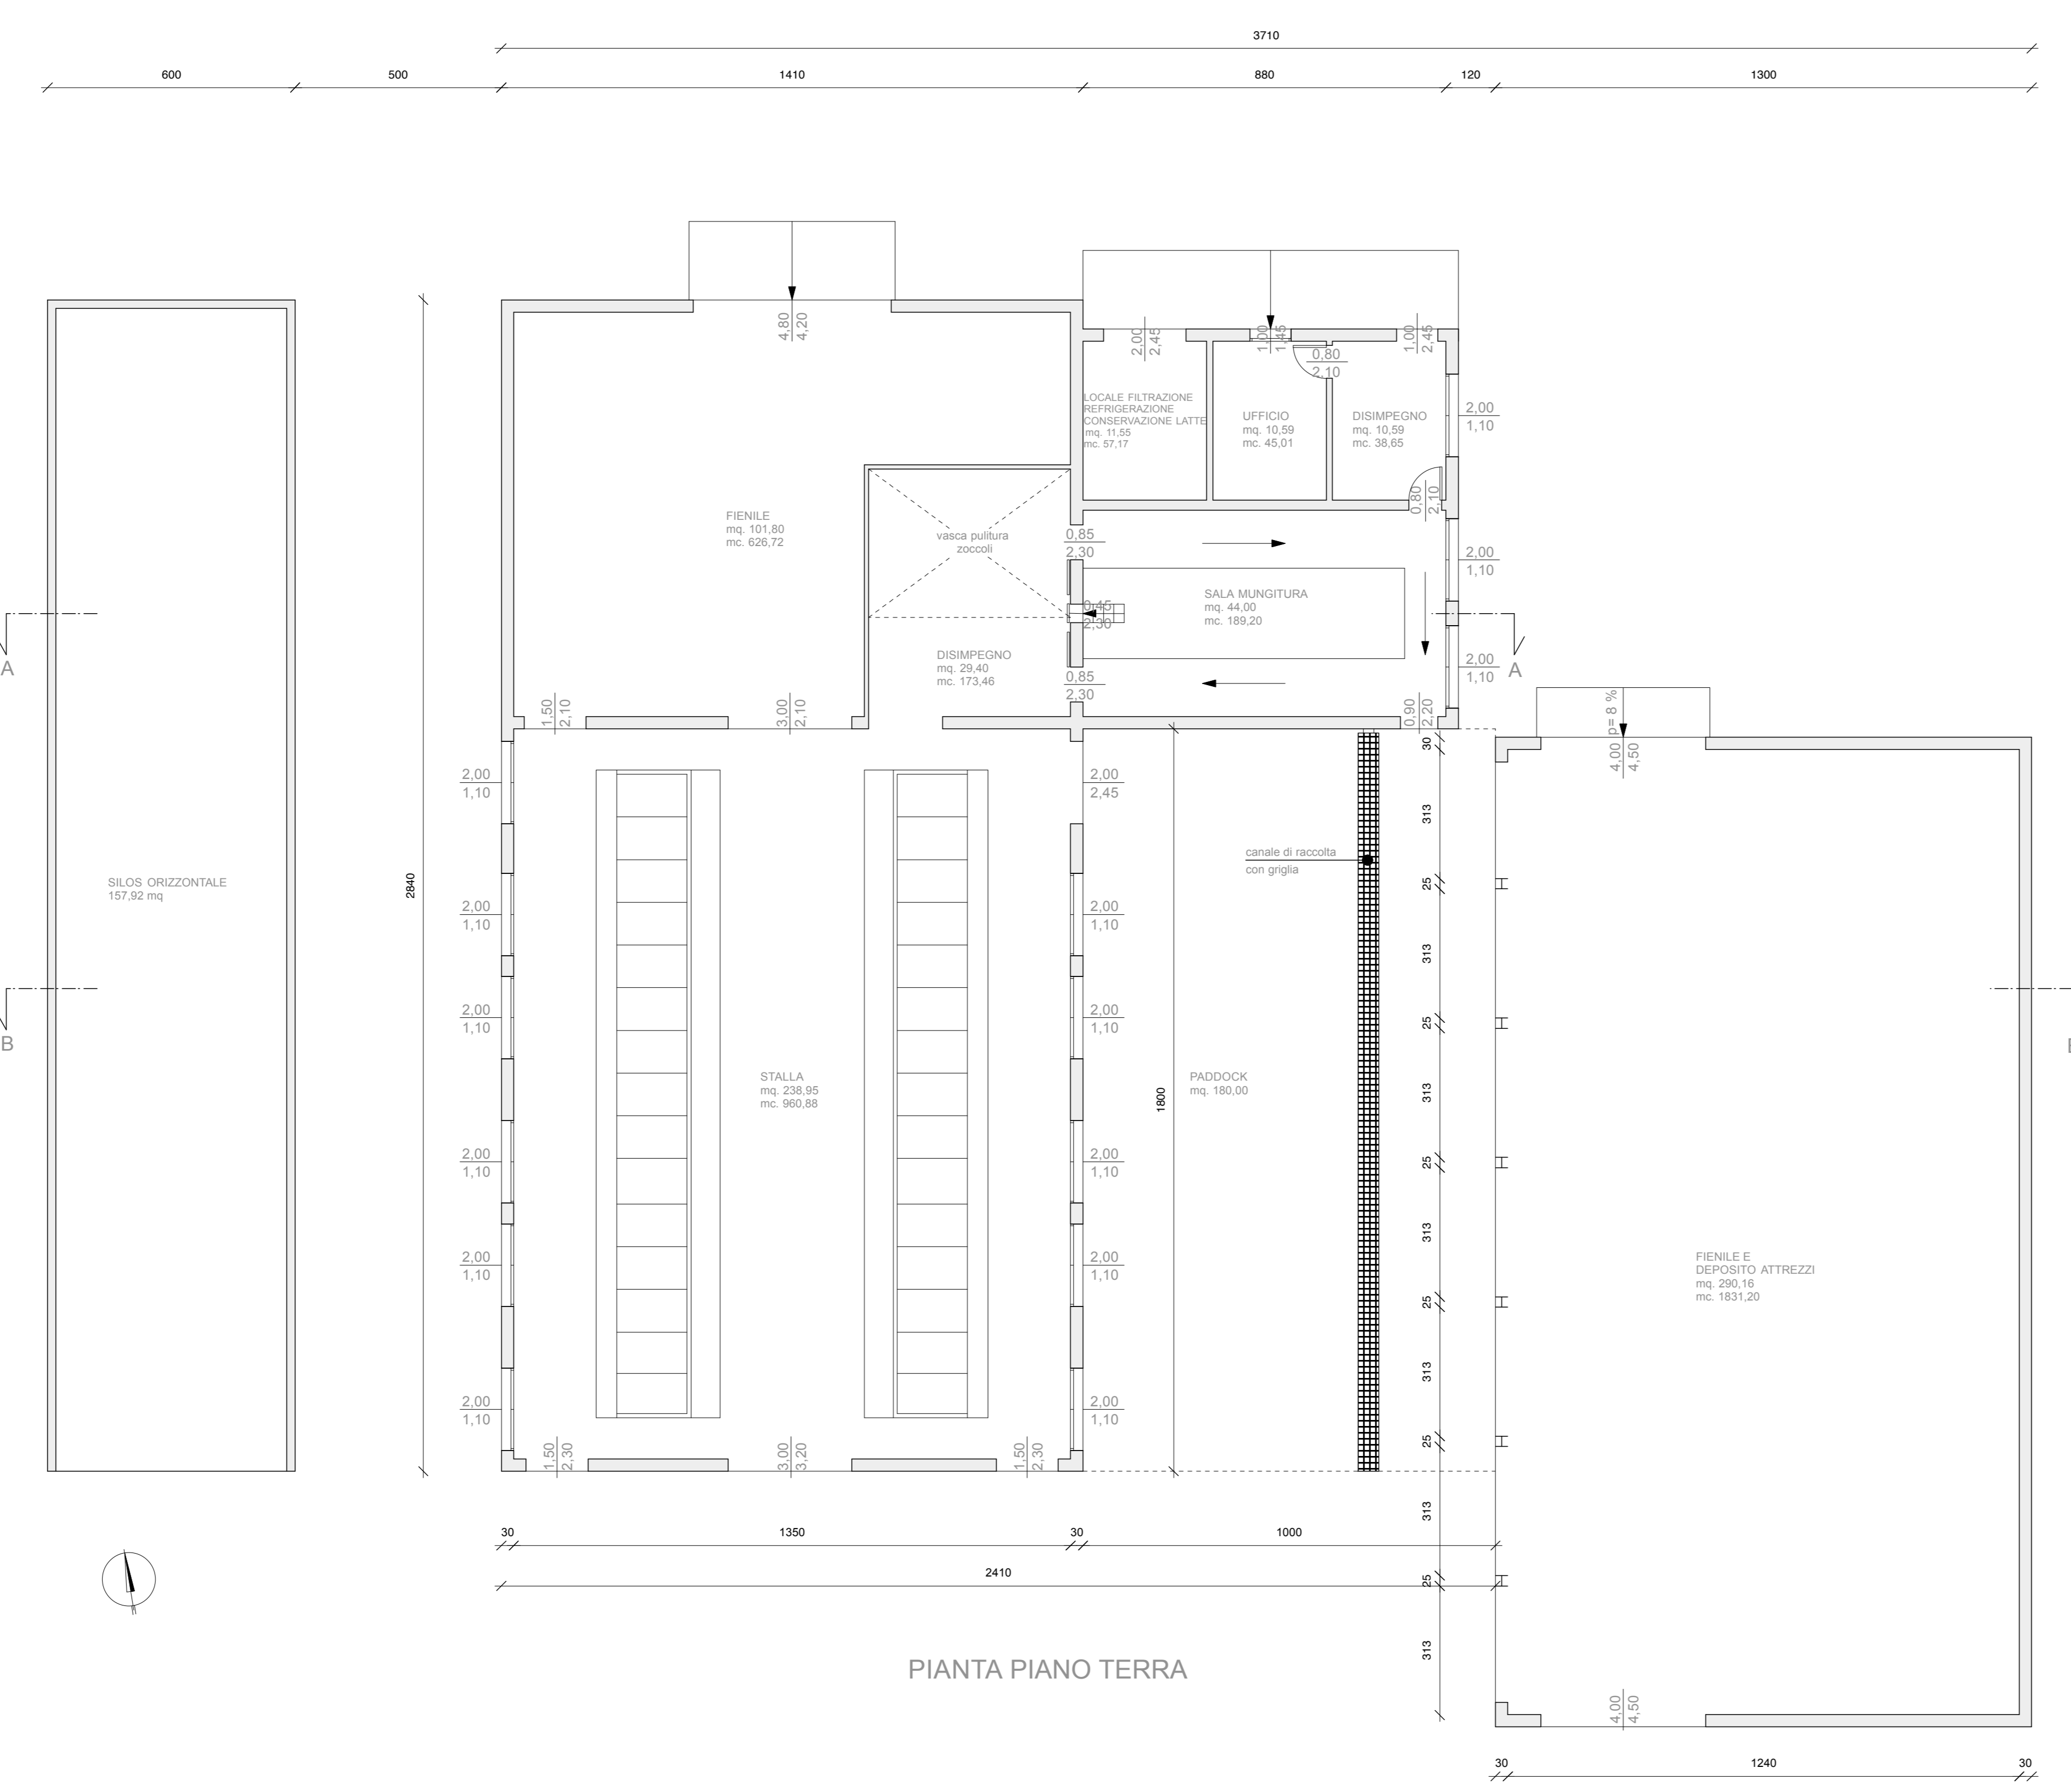 3710
600
500
1410
880
120
1300
4,80
4,20
2,00
2,45
1,00
1,45
0,80
2,10
1,00
2,45
LOCALE FILTRAZIONE
REFRIGERAZIONE
CONSERVAZIONE LATTE
mq. 11,55
mc. 57,17
UFFICIO
mq. 10,59
mc. 45,01
DISIMPEGNO
mq. 10,59
mc. 38,65
2,00
1,10
0,80
2,10
FIENILE
mq. 101,80
mc. 626,72
vasca pulitura
zoccoli
0,85
2,30
2,00
1,10
SALA MUNGITURA
mq. 44,00
mc. 189,20
0,45
2,30
A
A
DISIMPEGNO
mq. 29,40
mc. 173,46
0,85
2,30
2,00
1,10
1,50
2,10
3,00
2,10
0,90
2,20
4,00 p= 8 %
4,50
30
2,00
1,10
2,00
2,45
313
canale di raccolta
con griglia
SILOS ORIZZONTALE
157,92 mq
2840
25
2,00
1,10
2,00
1,10
313
2,00
1,10
2,00
1,10
25
B
STALLA
mq. 238,95
mc. 960,88
1800
PADDOCK
mq. 180,00
313
2,00
1,10
2,00
1,10
25
313
2,00
1,10
2,00
1,10
FIENILE E
DEPOSITO ATTREZZI
mq. 290,16
mc. 1831,20
25
313
2,00
1,10
2,00
1,10
1,50
2,30
3,00
3,20
1,50
2,30
25
313
30
1350
30
1000
2410
25
313
PIANTA PIANO TERRA
4,00
4,50
30
1240
30